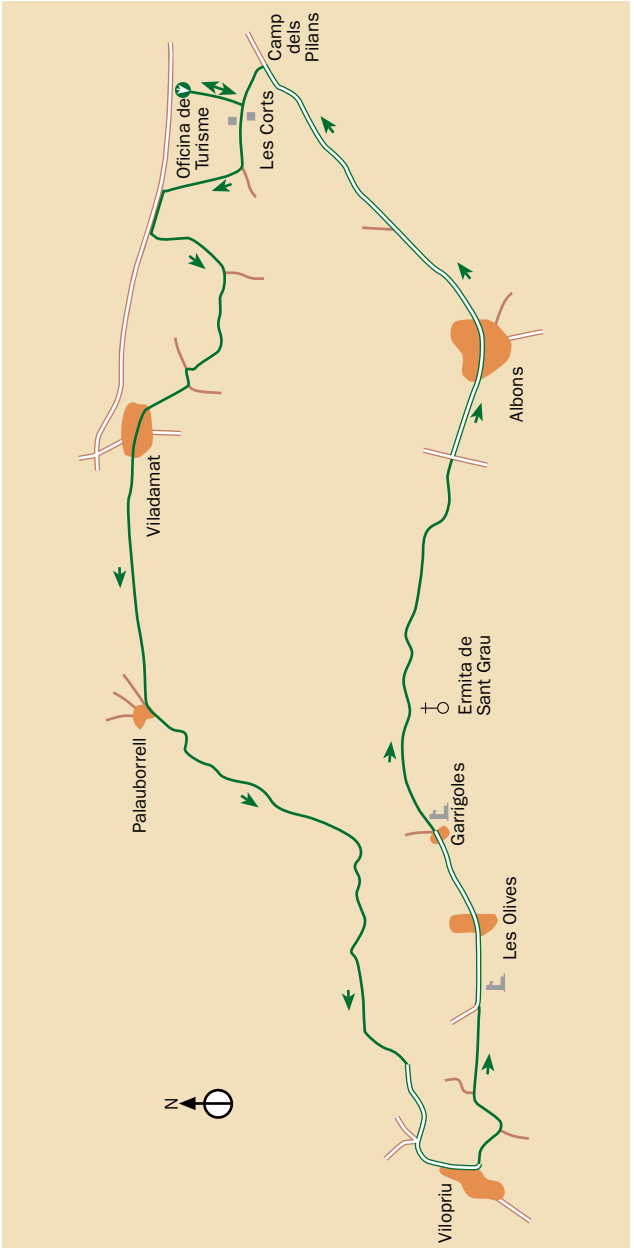 Camp
dels
Pilans
Oficina de
Turisme
Les Corts
Viladamat
Albons
Palauborrell
Ermita de
Sant Grau
Garrigoles
Les Olives
N
Vilopriu